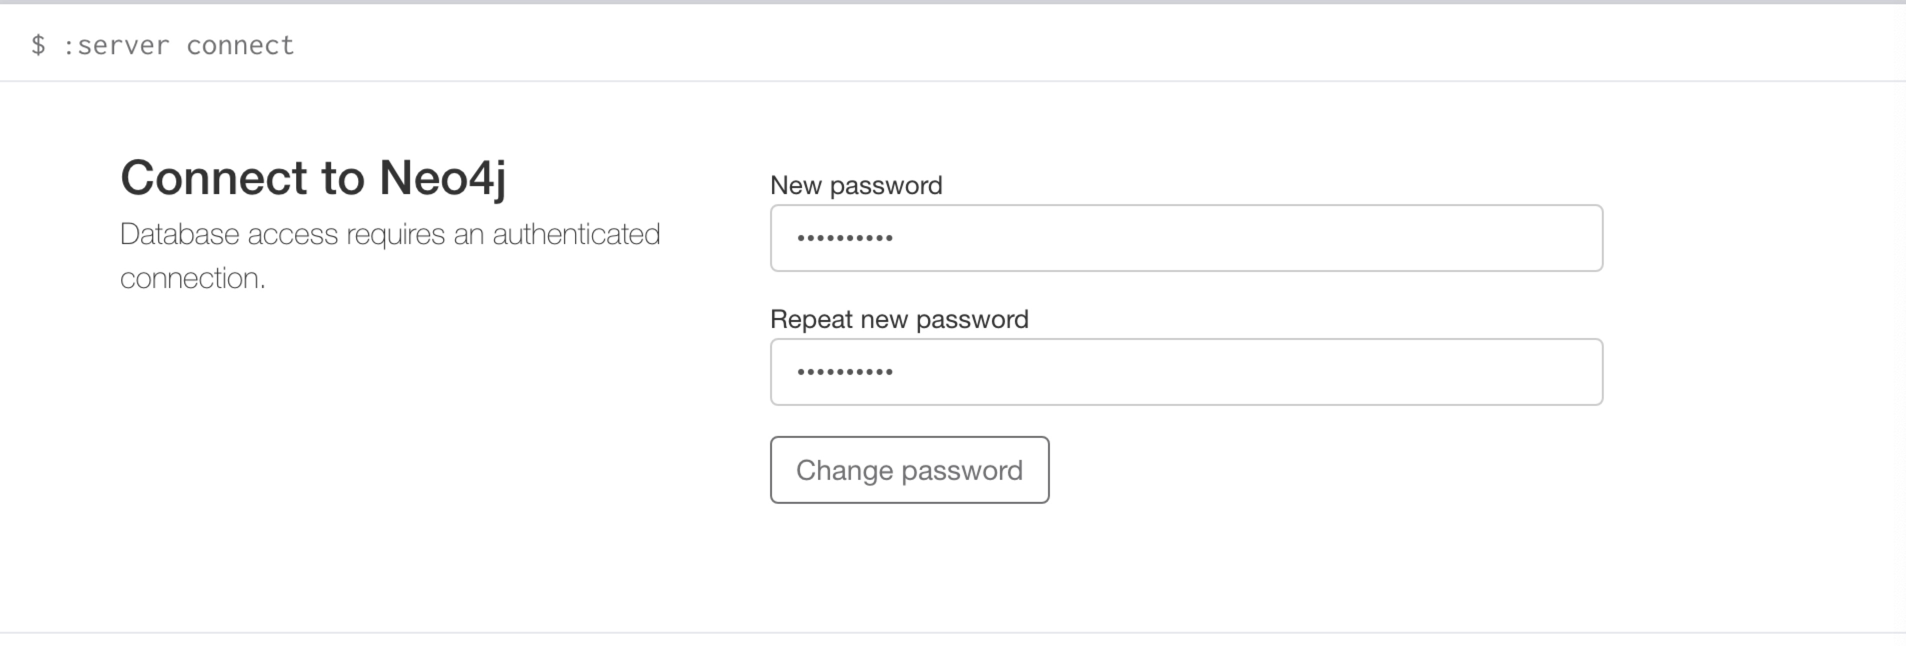 $ :server connect
Connect to Neo4j
Database access requires an authenticated
connection.
New password
••••••••••
Repeat new password
••••••••••
Change password